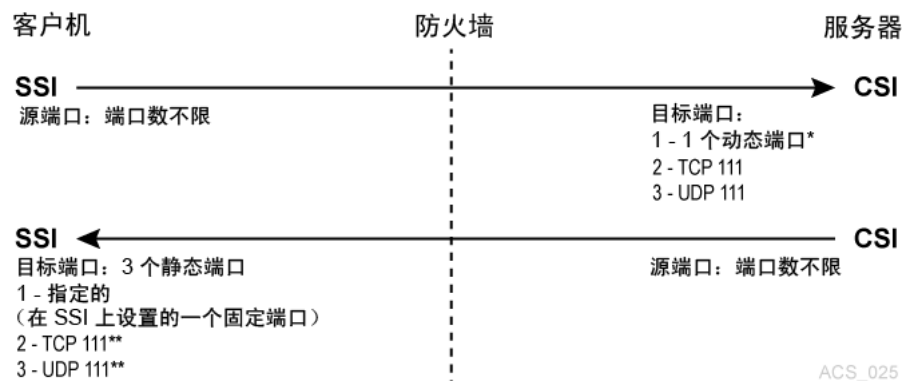 客户机
防火墙
服务器
SSI
CSI
源端口：端口数不限
目标端口：
1 - 1 个动态端口*
2 - TCP 111
3 - UDP 111
SSI
CSI
目标端口：3 个静态端口
1 - 指定的
（在 SSI 上设置的一个固定端口）
2 - TCP 111**
3 - UDP 111**
源端口：端口数不限
ACS_025